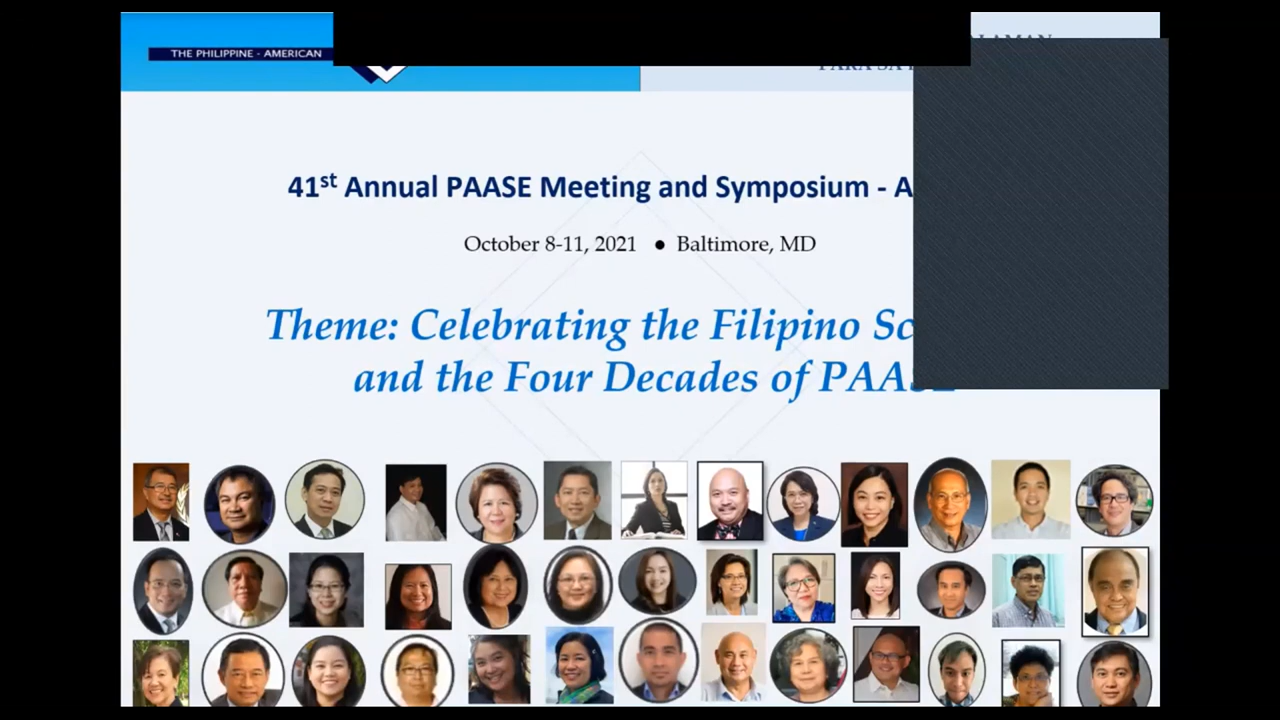 THE PHILIPPINE - AMERICAN
41st Annual PAASE Meeting and Symposium - A
October 8-11, 2021 ● Baltimore, MD
Theme: Celebrating the Filipino Sc
and the Four Decades of PAASE